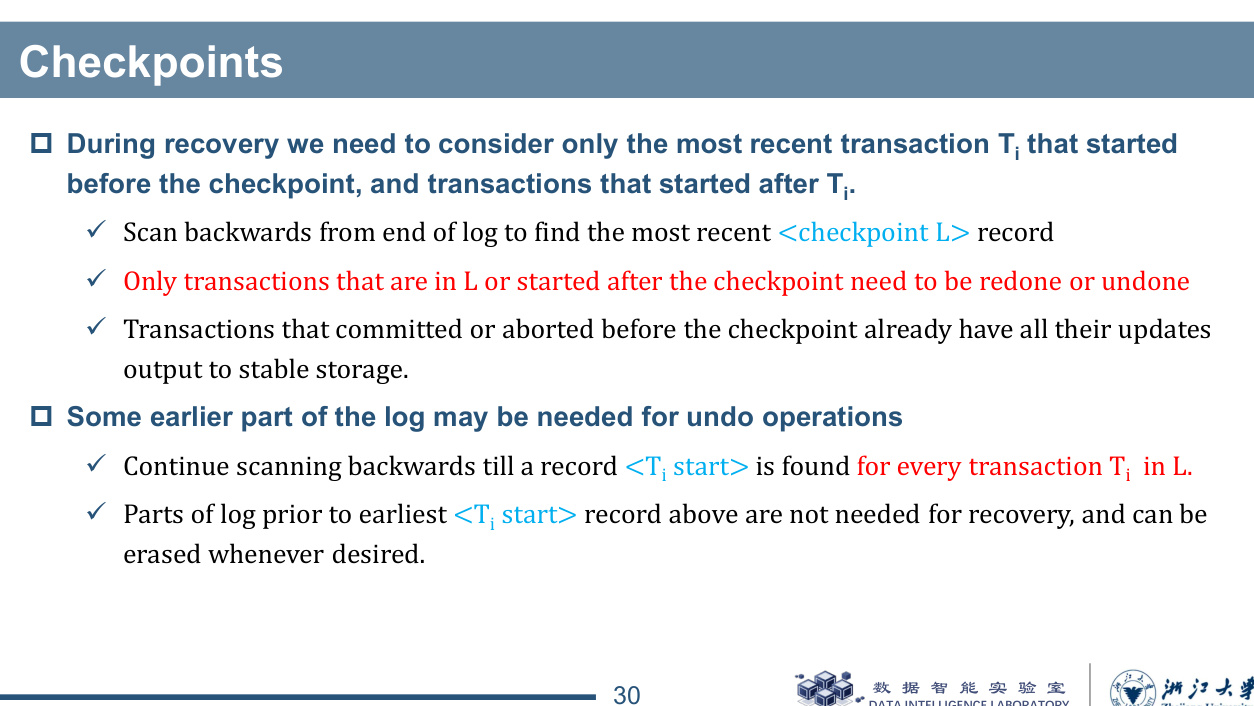 Checkpoints
During recovery we need to consider only the most recent transaction Ti that started
before the checkpoint, and transactions that started after Ti.
Scan backwards from end of log to find the most recent <checkpoint L> record
Only transactions that are in L or started after the checkpoint need to be redone or undone
Transactions that committed or aborted before the checkpoint already have all their updates
output to stable storage.
Some earlier part of the log may be needed for undo operations
Continue scanning backwards till a record <Ti start> is found for every transaction Ti in L.
Parts of log prior to earliest <Ti start> record above are not needed for recovery, and can be
erased whenever desired.
30
数据智能实验室
DATA INTELLIGENCE LABORATORY
浙江大学